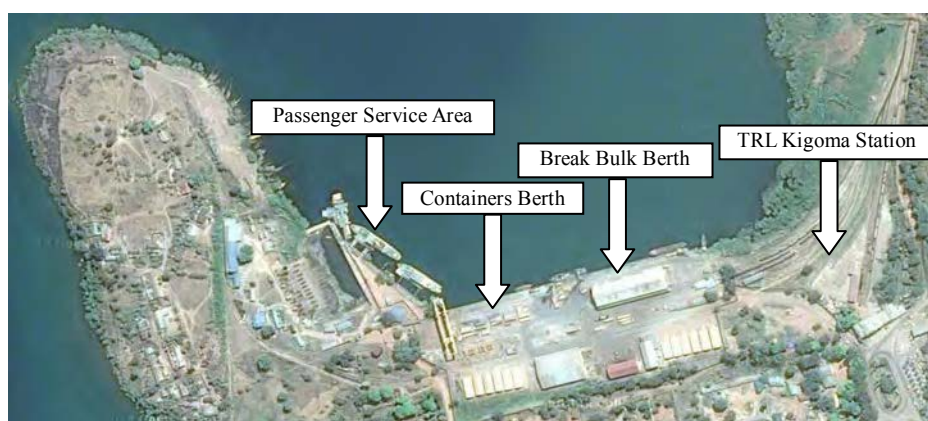 Passenger Service Area
TRL Kigoma Station
Break Bulk Berth
Containers Berth